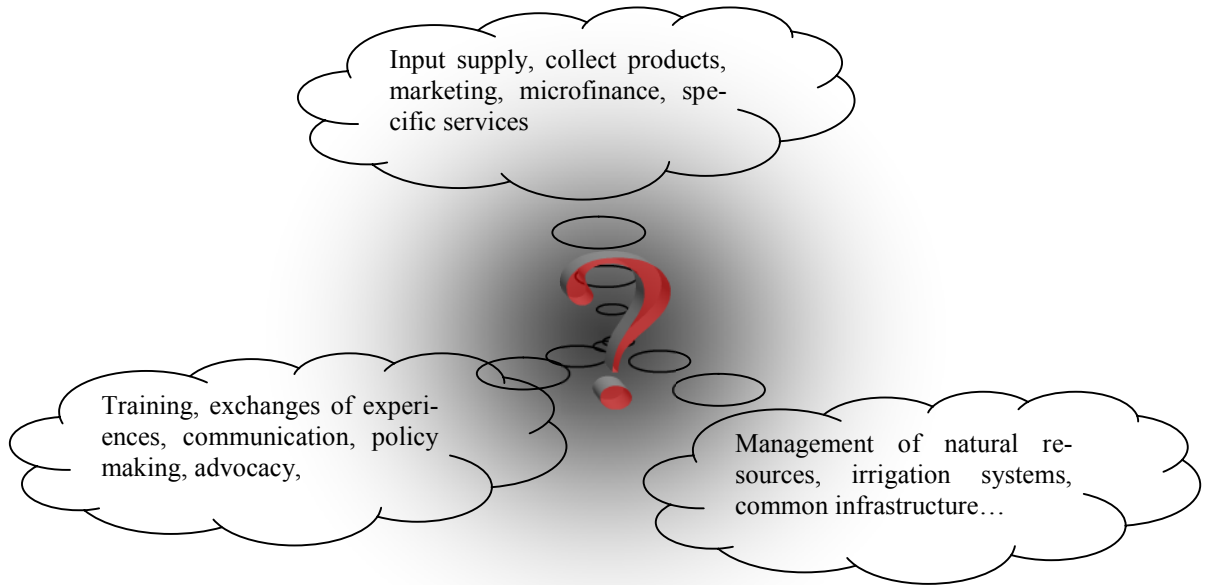 Input supply, collect products,
marketing, microfinance, spe-
cific services
?
Training, exchanges of experi-
ences, communication, policy
making, advocacy,
Management of natural re-
sources, irrigation systems,
common infrastructure…